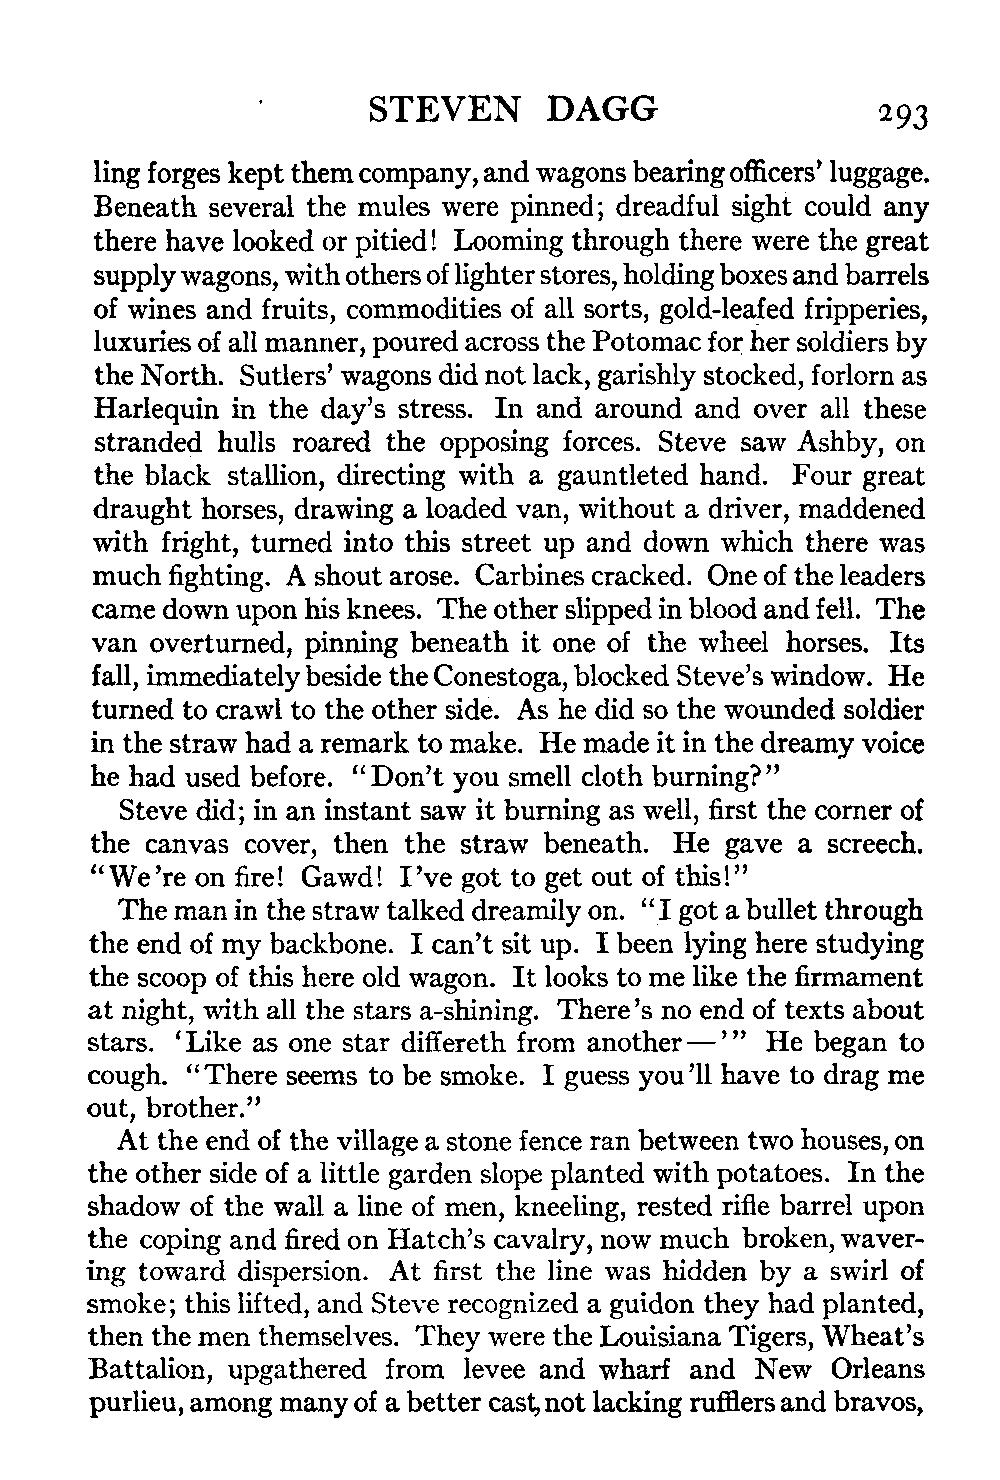 STEVEN DAGG 293
ling forges kept them company, and wagons bearing officers' luggage.
Beneath several the mules were pinned; dreadful sight could any
there have looked or pitied! Looming through there were the great
supply wagons, with others of lighter stores, holding boxes and barrels
of wines and fruits, commodities of all sorts, gold-leafed fripperies,
luxuries of all manner, poured across the Potomac for her soldiers by
the North. Sutlers' wagons did not lack, garishly stocked, forlorn as
Harlequin in the day's stress. In and around and over all these
stranded hulls roared the opposing forces. Steve saw Ashby, on
the black stallion, directing with a gauntleted hand. Four great
draught horses, drawing a loaded van, without a driver, maddened
with fright, turned into this street up and down which there was
much fighting. A shout arose. Carbines cracked. One of the leaders
came down upon his knees. The other slipped in blood and fell. The
van overturned, pinning beneath it one of the wheel horses. Its
fall, immediately beside the Conestoga, blocked Steve's window. He
turned to crawl to the other side. As he did so the wounded soldier
in the straw had a remark to make. He made it in the dreamy voice
he had used before. "Don't you smell cloth burning?"
Steve did; in an instant saw it burning as well, first the corner of
the canvas cover, then the straw beneath. He gave a screech.
"We're on fire! Gawd! I've got to get out of this!"
The man in the straw talked dreamily on. "I got a bullet through
the end of my backbone. I can't sit up. I been lying here studying
the scoop of this here old wagon. It looks to me like the firmament
at night, with all the stars a-shining. There's no end of texts about
stars. 'Like as one star differeth from another—'" He began to
cough. "There seems to be smoke. I guess you'll have to drag me
out, brother."
At the end of the village a stone fence ran between two houses, on
the other side of a little garden slope planted with potatoes. In the
shadow of the wall a line of men, kneeling, rested rifle barrel upon
the coping and fired on Hatch's cavalry, now much broken, waver-
ing toward dispersion. At first the line was hidden by a swirl of
smoke; this lifted, and Steve recognized a guidon they had planted,
then the men themselves. They were the Louisiana Tigers, Wheat's
Battalion, upgathered from levee and wharf and New Orleans
purlieu, among many of a better cast, not lacking rufflers and bravos,